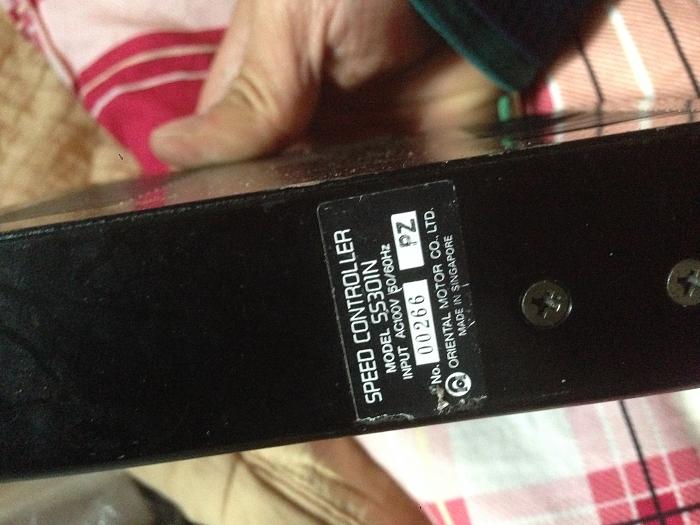 SPEED CONTROLLER
MODEL SS301N
INPUT AC100V 50/60Hz
No. 00266 PZ
ORIENTAL MOTOR CO., LTD.
MADE IN SINGAPORE